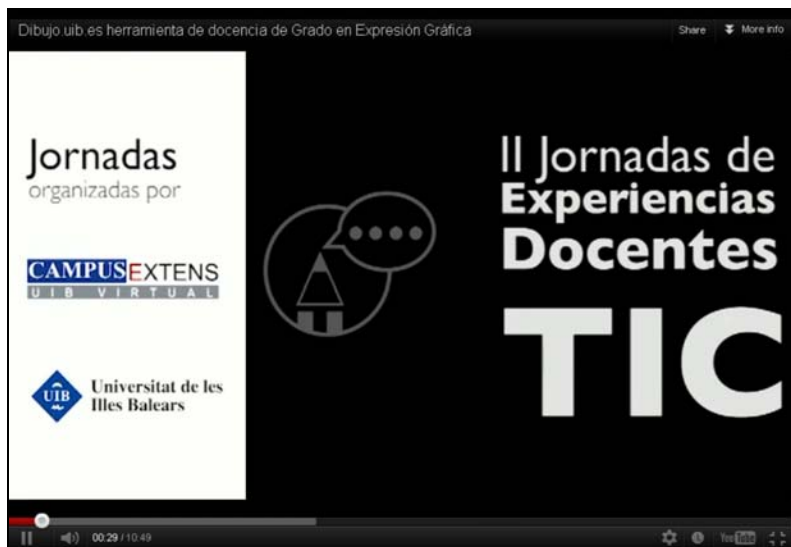 Dibujo.uib.es herramienta de docencia de Grado en Expresión Gráfica
Share
More info
Jornadas
organizadas por
CAMPUSEXTENS
UIB VIRTUAL
UIB
Universitat de les
Illes Balears
II Jornadas de
Experiencias
Docentes
TIC
00:29 / 10:49
YouTube